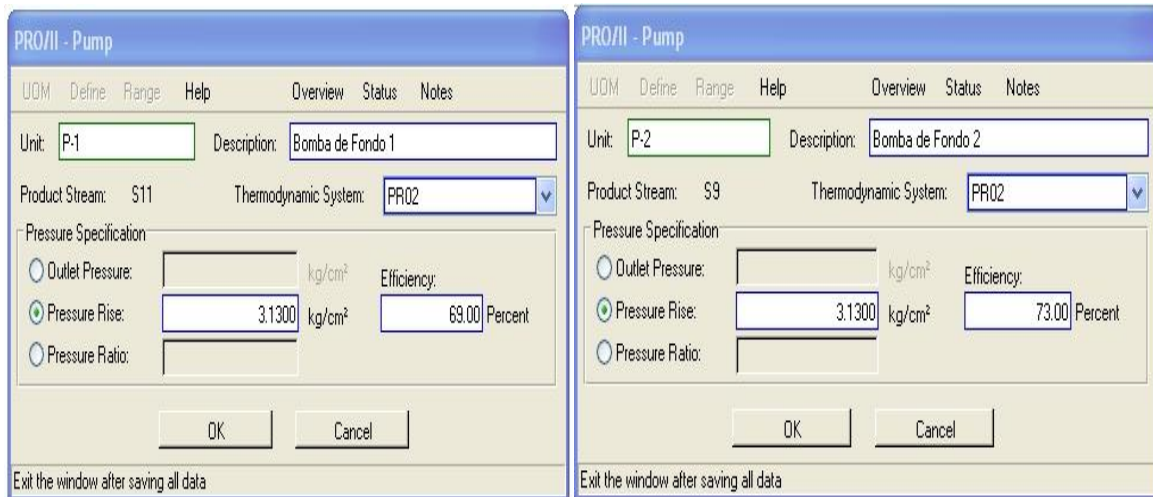 PRO/II - Pump
UOM Define Range Help Overview Status Notes
Unit: P-1 Description: Bomba de Fondo 1
Product Stream: S11 Thermodynamic System: PR02
Pressure Specification
Outlet Pressure: kg/cm²
Efficiency:
Pressure Rise: 3.1300 kg/cm² 69.00 Percent
Pressure Ratio:
OK Cancel
Exit the window after saving all data
PRO/II - Pump
UOM Define Range Help Overview Status Notes
Unit: P-2 Description: Bomba de Fondo 2
Product Stream: S9 Thermodynamic System: PR02
Pressure Specification
Outlet Pressure: kg/cm²
Efficiency:
Pressure Rise: 3.1300 kg/cm² 73.00 Percent
Pressure Ratio:
OK Cancel
Exit the window after saving all data